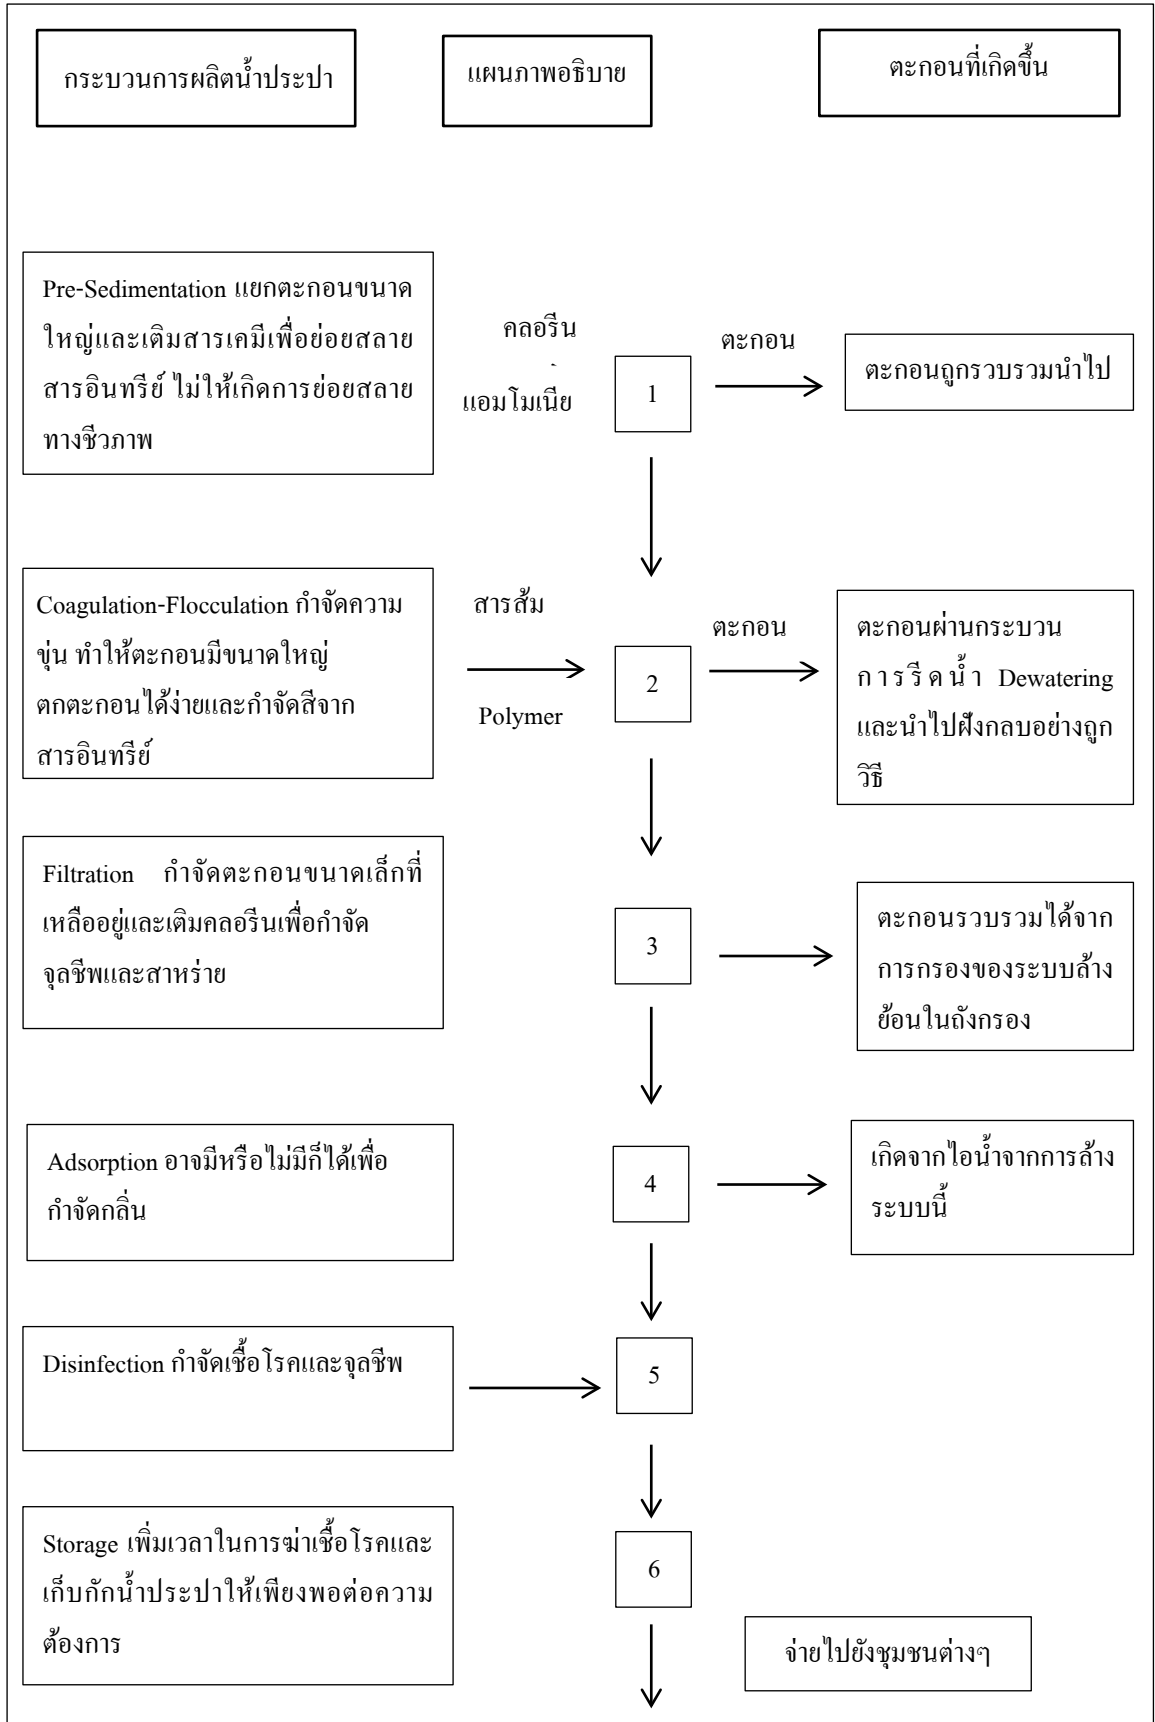 กระบวนการผลิตน้ำประปา
แผนภาพอธิบาย
ตะกอนที่เกิดขึ้น
Pre-Sedimentation แยกตะกอนขนาด
ใหญ่และเติมสารเคมีเพื่อย่อยสลาย
สารอินทรีย์ ไม่ให้เกิดการย่อยสลาย
ทางชีวภาพ
คลอรีน
แอมโมเนีย
1
ตะกอน
ตะกอนถูกรวบรวมนำไป
Coagulation-Flocculation กำจัดความ
ขุ่น ทำให้ตะกอนมีขนาดใหญ่
ตกตะกอนได้ง่ายและกำจัดสีจาก
สารอินทรีย์
สารส้ม
Polymer
2
ตะกอน
ตะกอนผ่านกระบวน
การรีดน้ำ Dewatering
และนำไปฝังกลบอย่างถูก
วิธี
Filtration กำจัดตะกอนขนาดเล็กที่
เหลืออยู่และเติมคลอรีนเพื่อกำจัด
จุลชีพและสาหร่าย
3
ตะกอนรวบรวมได้จาก
การกรองของระบบล้าง
ย้อนในถังกรอง
Adsorption อาจมีหรือไม่มีก็ได้เพื่อ
กำจัดกลิ่น
4
เกิดจากไอน้ำจากการล้าง
ระบบนี้
Disinfection กำจัดเชื้อโรคและจุลชีพ
5
Storage เพิ่มเวลาในการฆ่าเชื้อโรคและ
เก็บกักน้ำประปาให้เพียงพอต่อความ
ต้องการ
6
จ่ายไปยังชุมชนต่างๆ